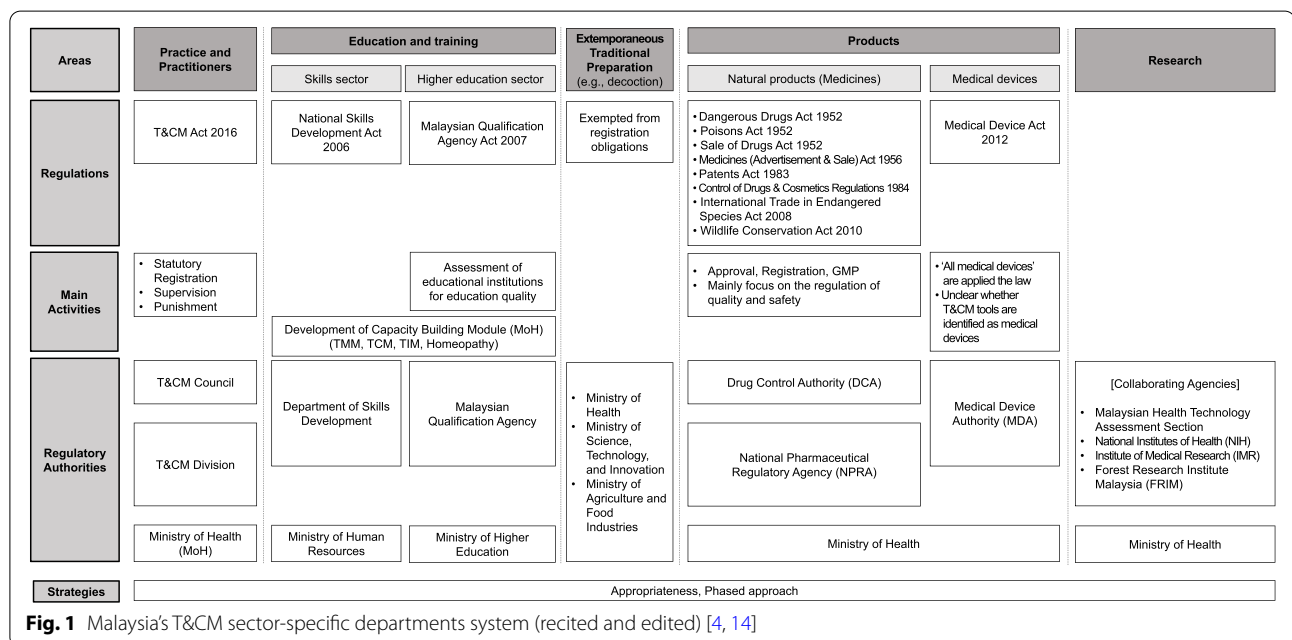 Areas
Practice and
Practitioners
Education and training
Skills sector
Higher education sector
Extemporaneous
Traditional
Preparation
(e.g., decoction)
Products
Natural products (Medicines)
Medical devices
Research
Regulations
T&CM Act 2016
National Skills
Development Act
2006
Malaysian Qualification
Agency Act 2007
Exempted from
registration
obligations
• Dangerous Drugs Act 1952
• Poisons Act 1952
• Sale of Drugs Act 1952
• Medicines (Advertisement & Sale) Act 1956
• Patents Act 1983
• Control of Drugs & Cosmetics Regulations 1984
• International Trade in Endangered
Species Act 2008
• Wildlife Conservation Act 2010
Medical Device Act
2012
Main
Activities
• Statutory
Registration
• Supervision
• Punishment
Assessment of
educational institutions
for education quality
Development of Capacity Building Module (MoH)
(TMM, TCM, TIM, Homeopathy)
• Approval, Registration, GMP
• Mainly focus on the regulation of
quality and safety
• 'All medical devices'
are applied the law
• Unclear whether
T&CM tools are
identified as medical
devices
Regulatory
Authorities
T&CM Council
T&CM Division
Ministry of Health
(MoH)
Department of Skills
Development
Ministry of Human
Resources
Malaysian
Qualification Agency
Ministry of Higher
Education
• Ministry of
Health
• Ministry of
Science,
Technology,
and Innovation
• Ministry of
Agriculture and
Food
Industries
Drug Control Authority (DCA)
National Pharmaceutical
Regulatory Agency (NPRA)
Medical Device
Authority (MDA)
Ministry of Health
[Collaborating Agencies]
• Malaysian Health Technology
Assessment Section
• National Institutes of Health (NIH)
• Institute of Medical Research (IMR)
• Forest Research Institute
Malaysia (FRIM)
Ministry of Health
Strategies
Appropriateness, Phased approach
Fig. 1 Malaysia's T&CM sector-specific departments system (recited and edited) [4, 14]